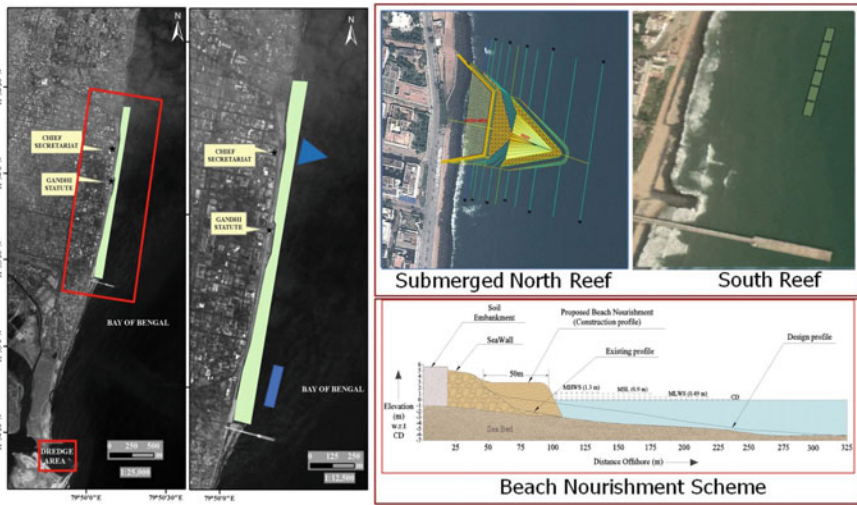 N
CHIEF
SECRETARIAT
GANDHI
STATUTE
BAY OF BENGAL
DREDGE
AREA
0 250 500
1:25,000
79°50'0"E
79°50'30"E
N
CHIEF
SECRETARIAT
GANDHI
STATUTE
BAY OF BENGAL
0 125 250
1:12,500
79°50'0"E
Submerged North Reef
South Reef
Soil
Embankment
SeaWall
Proposed Beach Nourishment
(Construction profile)
Existing profile
Design profile
50m
MHWS (1.3 m)
MSL (0.9 m)
MLWS (0.49 m)
CD
Elevation
(m)
w.r.t
CD
Sea Bed
25 50 75 100 125 150 175 200 225 250 275 300 325
Distance Offshore (m)
Beach Nourishment Scheme